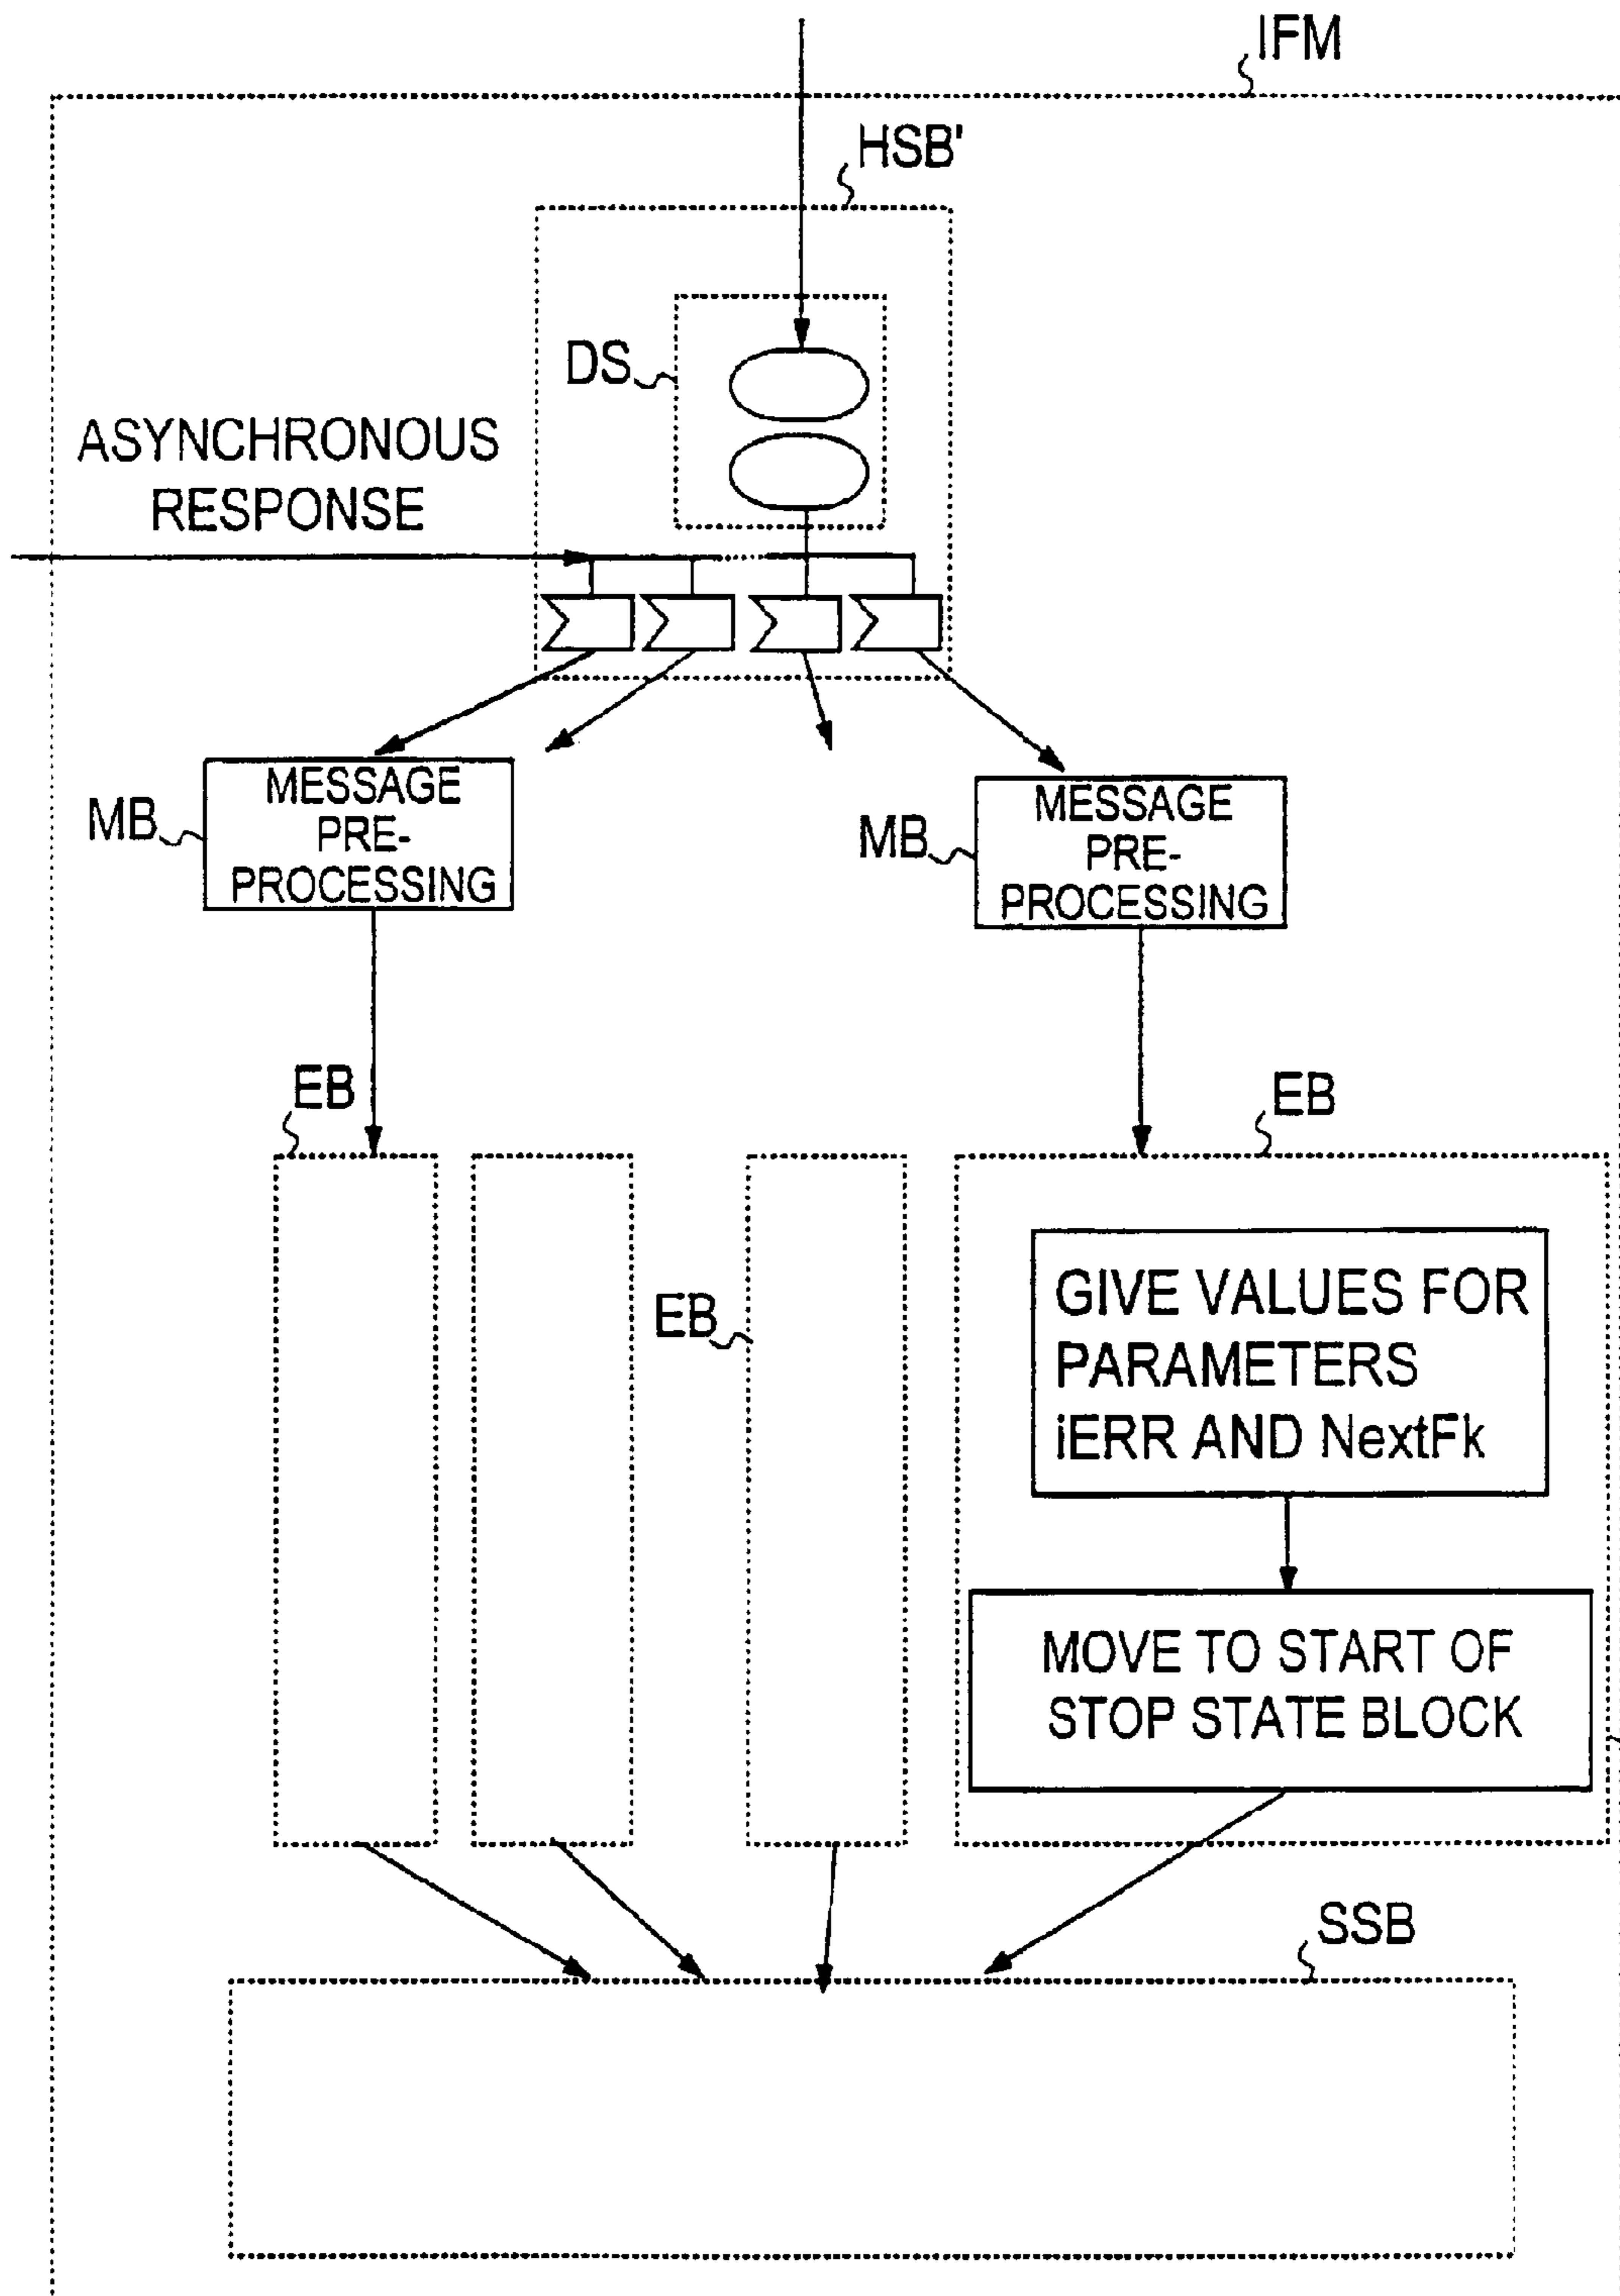 IFM
HSB'
DS
ASYNCHRONOUS
RESPONSE
MESSAGE
PRE-
PROCESSING
MB
MESSAGE
PRE-
PROCESSING
MB
EB
EB
EB
GIVE VALUES FOR
PARAMETERS
iERR AND NextFk
MOVE TO START OF
STOP STATE BLOCK
SSB